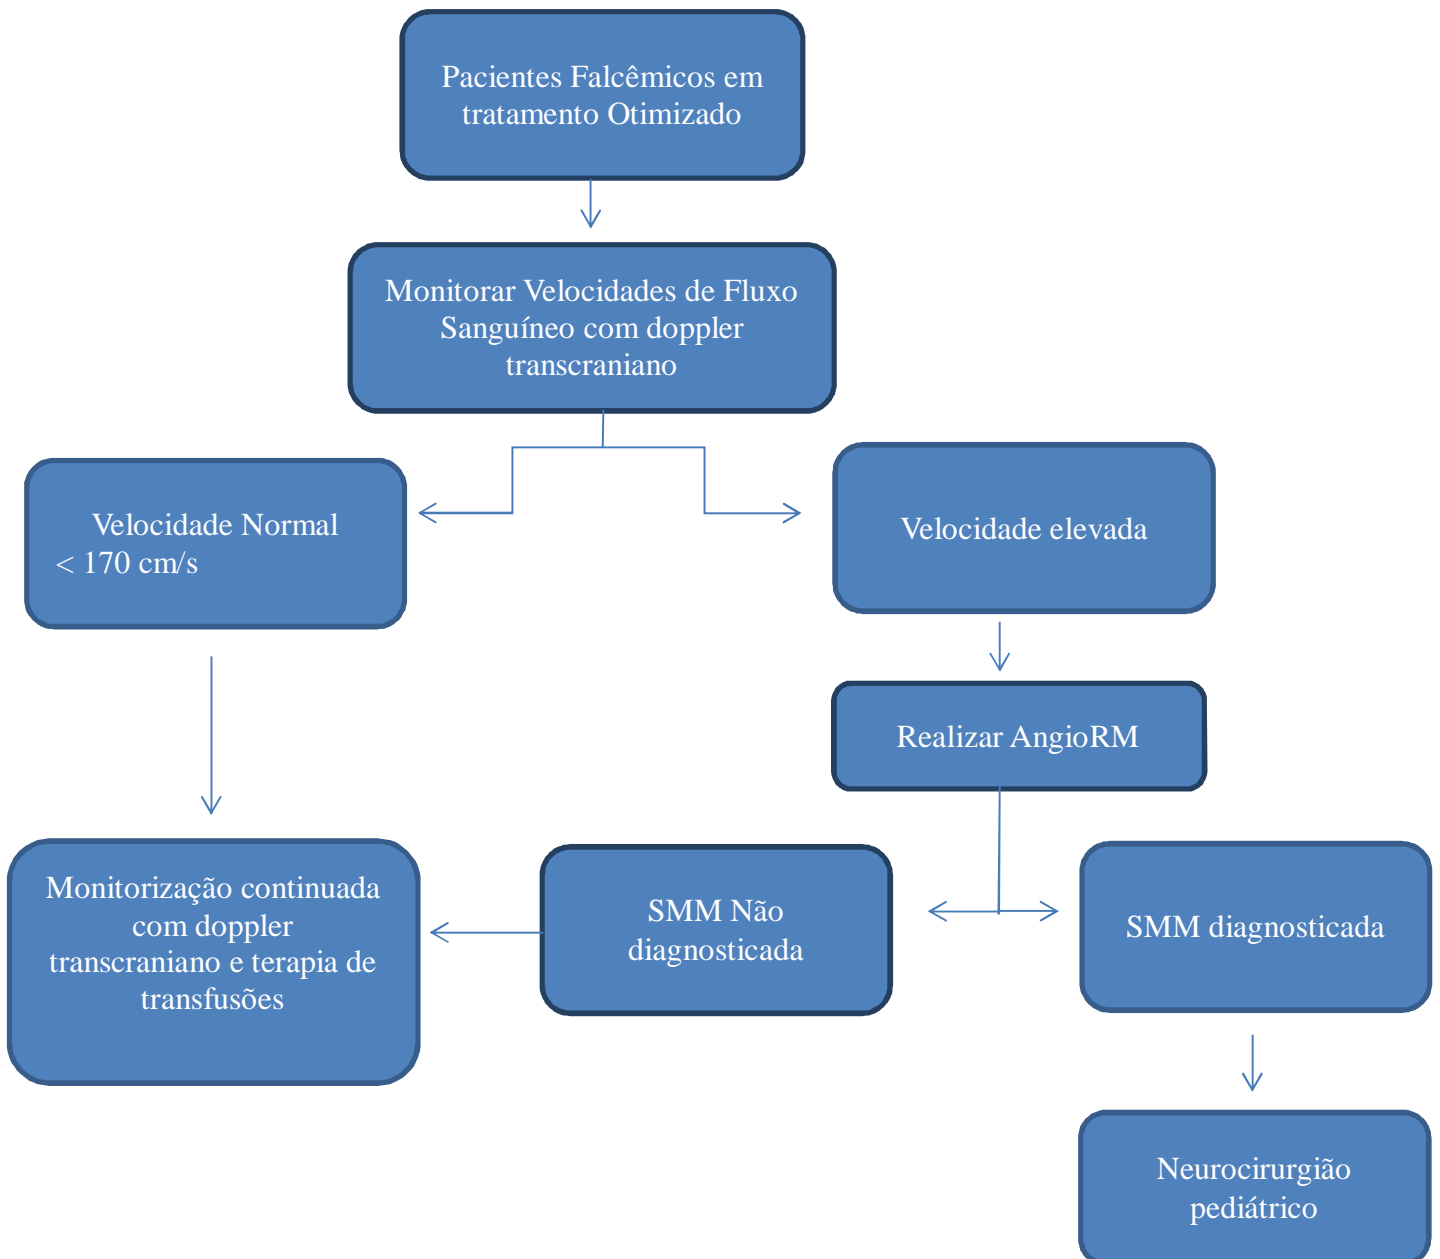 Pacientes Falcêmicos em
tratamento Otimizado
Monitorar Velocidades de Fluxo
Sanguíneo com doppler
transcraniano
Velocidade Normal
< 170 cm/s
Velocidade elevada
Realizar AngioRM
Monitorização continuada
com doppler
transcraniano e terapia de
transfusões
SMM Não
diagnosticada
SMM diagnosticada
Neurocirurgião
pediátrico